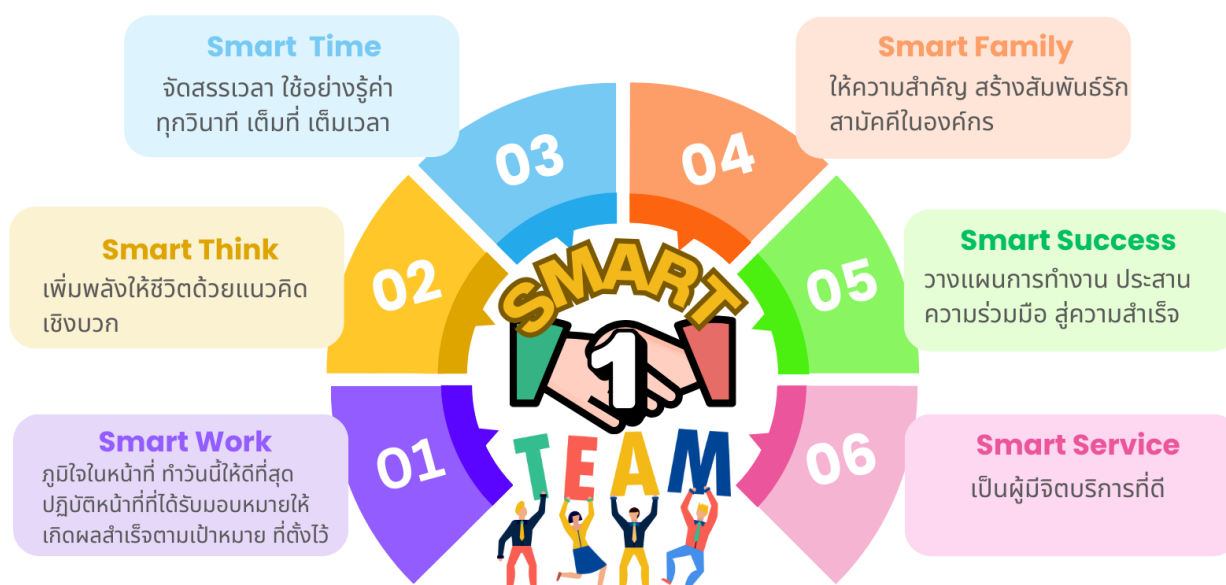 Smart Time
จัดสรรเวลา ใช้อย่างรู้ค่า
ทุกวินาที เต็มที่ เต็มเวลา
03
Smart Family
ให้ความสำคัญ สร้างสัมพันธ์รัก
สามัคคีในองค์กร
04
Smart Think
เพิ่มพลังให้ชีวิตด้วยแนวคิด
เชิงบวก
02
Smart Success
วางแผนการทำงาน ประสาน
ความร่วมมือ สู่ความสำเร็จ
05
Smart Work
ภูมิใจในหน้าที่ ทำวันนี้ให้ดีที่สุด
ปฏิบัติหน้าที่ที่ได้รับมอบหมายให้
เกิดผลสำเร็จตามเป้าหมาย ที่ตั้งไว้
01
Smart Service
เป็นผู้มีจิตบริการที่ดี
06
SMART
1
TEAM